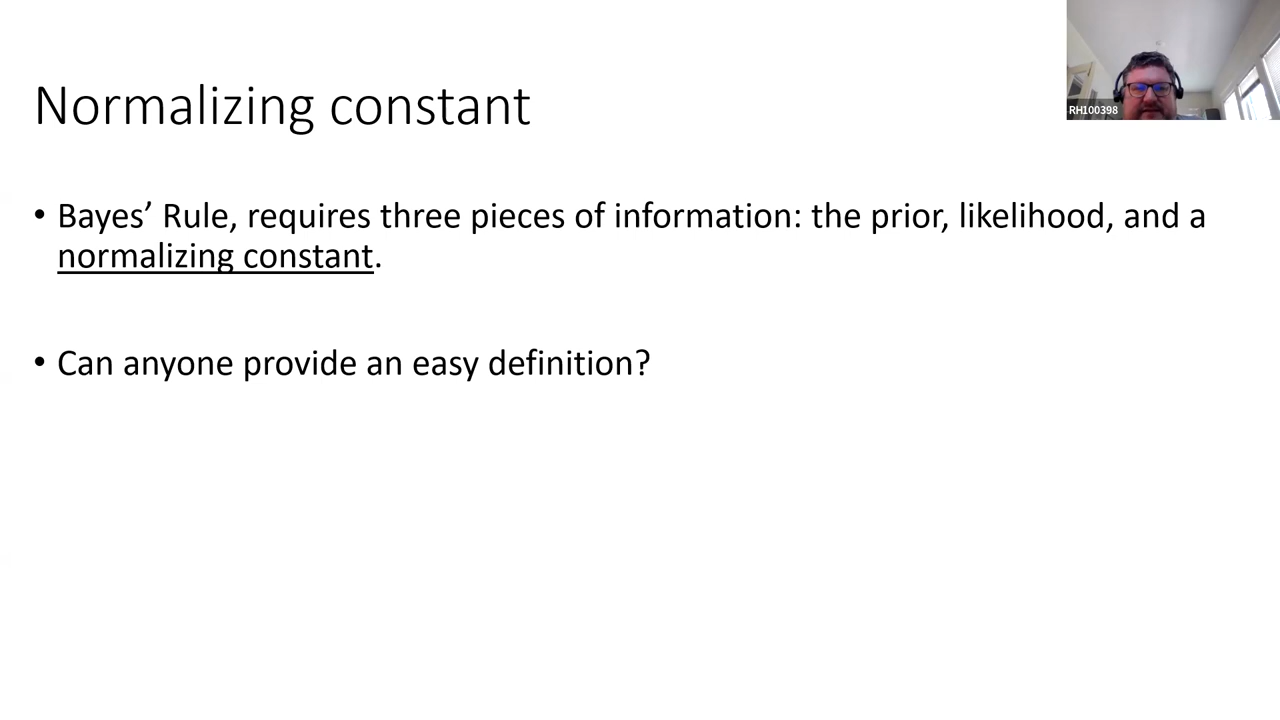 Normalizing constant
RH100398
• Bayes’ Rule, requires three pieces of information: the prior, likelihood, and a
normalizing constant.
• Can anyone provide an easy definition?